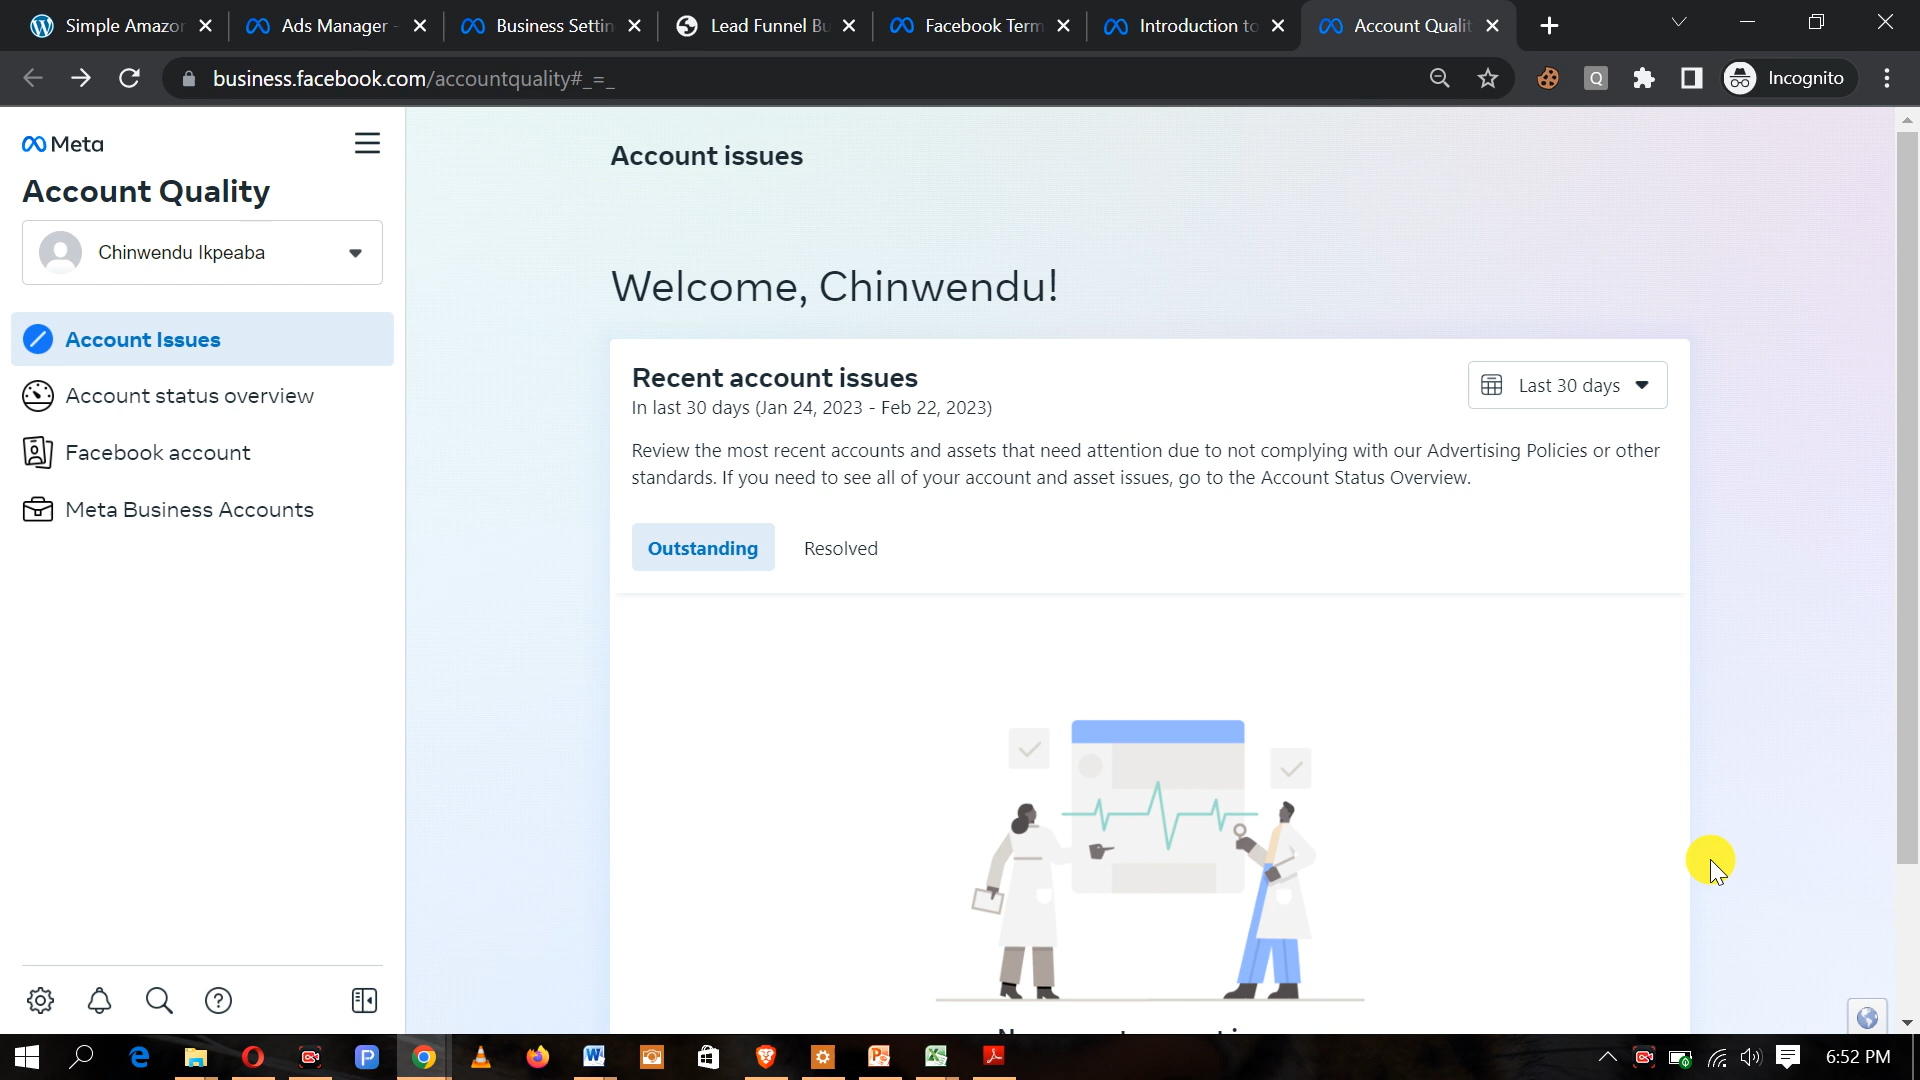 Simple Amazon
Ads Manager -
Business Settin
Lead Funnel Bu
Facebook Term
Introduction to
Account Qualit
business.facebook.com/accountquality#_=_
Q
Incognito
Meta
Account Quality
Chinwendu Ikpeaba
Account Issues
Account status overview
Facebook account
Meta Business Accounts
Account issues
Welcome, Chinwendu!
Recent account issues
In last 30 days (Jan 24, 2023 - Feb 22, 2023)
Last 30 days
Review the most recent accounts and assets that need attention due to not complying with our Advertising Policies or other
standards. If you need to see all of your account and asset issues, go to the Account Status Overview.
Outstanding
Resolved
6:52 PM